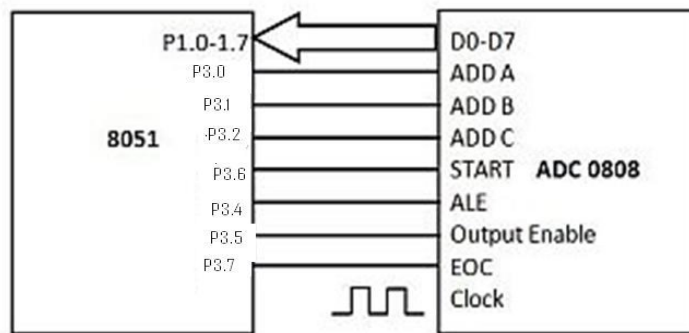 P1.0-1.7 D0-D7
P3.0 ADD A
P3.1 ADD B
8051 P3.2 ADD C
P3.6 START ADC 0808
P3.4 ALE
P3.5 Output Enable
P3.7 EOC
Clock